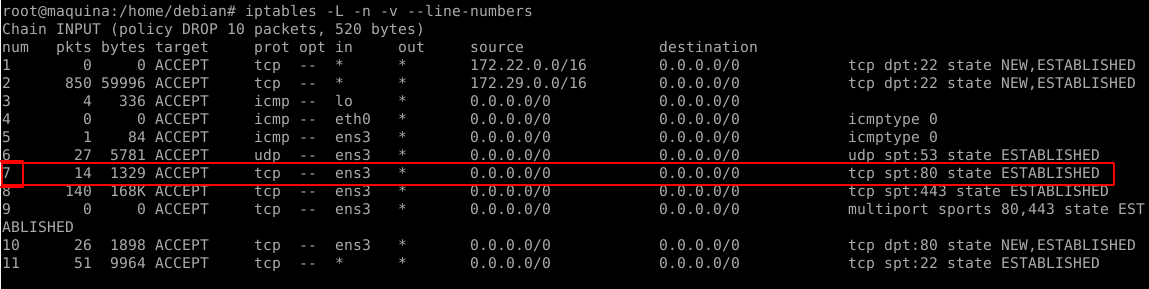 root@maquina:/home/debian# iptables -L -n -v --line-numbers
Chain INPUT (policy DROP 10 packets, 520 bytes)
num   pkts bytes target     prot opt in     out     source               destination
1        0     0 ACCEPT     tcp  --  *      *       172.22.0.0/16        0.0.0.0/0            tcp dpt:22 state NEW,ESTABLISHED
2      850 59996 ACCEPT     tcp  --  *      *       172.29.0.0/16        0.0.0.0/0            tcp dpt:22 state NEW,ESTABLISHED
3        4   336 ACCEPT     icmp --  lo     *       0.0.0.0/0            0.0.0.0/0
4        0     0 ACCEPT     icmp --  eth0   *       0.0.0.0/0            0.0.0.0/0            icmptype 0
5        1    84 ACCEPT     icmp --  ens3   *       0.0.0.0/0            0.0.0.0/0            icmptype 0
6       27  5781 ACCEPT     udp  --  ens3   *       0.0.0.0/0            0.0.0.0/0            udp spt:53 state ESTABLISHED
7       14  1329 ACCEPT     tcp  --  ens3   *       0.0.0.0/0            0.0.0.0/0            tcp spt:80 state ESTABLISHED
8      140  168K ACCEPT     tcp  --  ens3   *       0.0.0.0/0            0.0.0.0/0            tcp spt:443 state ESTABLISHED
9        0     0 ACCEPT     tcp  --  ens3   *       0.0.0.0/0            0.0.0.0/0            multiport sports 80,443 state EST
ABLISHED
10      26  1898 ACCEPT     tcp  --  ens3   *       0.0.0.0/0            0.0.0.0/0            tcp dpt:80 state NEW,ESTABLISHED
11      51  9964 ACCEPT     tcp  --  *      *       0.0.0.0/0            0.0.0.0/0            tcp spt:22 state ESTABLISHED